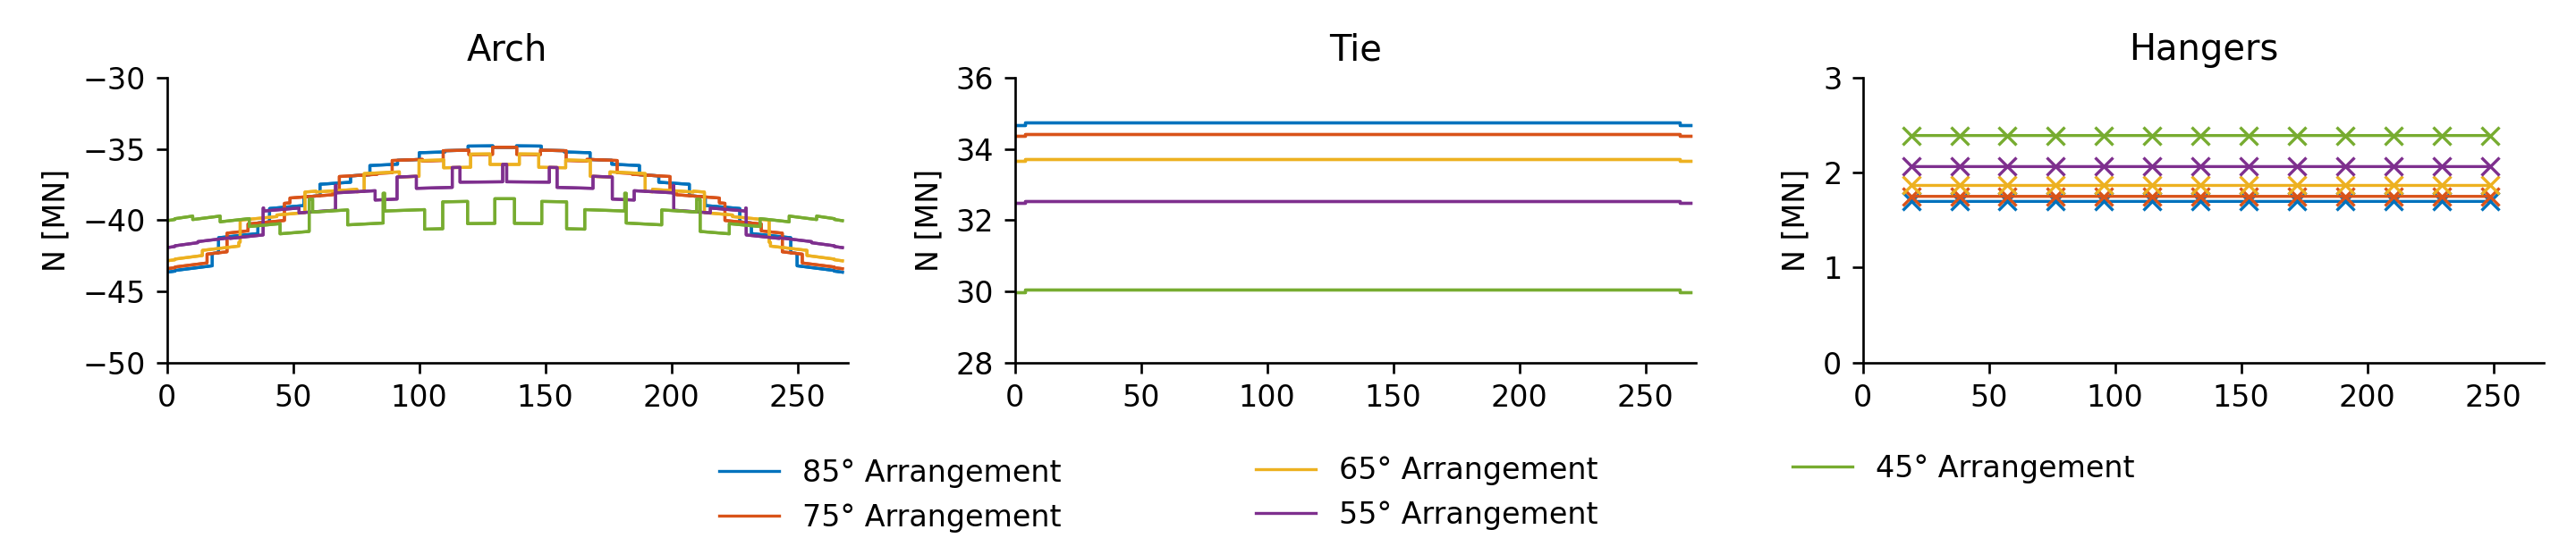 Arch
Tie
Hangers
N [MN]
−30
−35
−40
−45
−50
0 50 100 150 200 250
N [MN]
36
34
32
30
28
0 50 100 150 200 250
N [MN]
3
2
1
0
0 50 100 150 200 250
85° Arrangement
75° Arrangement
65° Arrangement
55° Arrangement
45° Arrangement